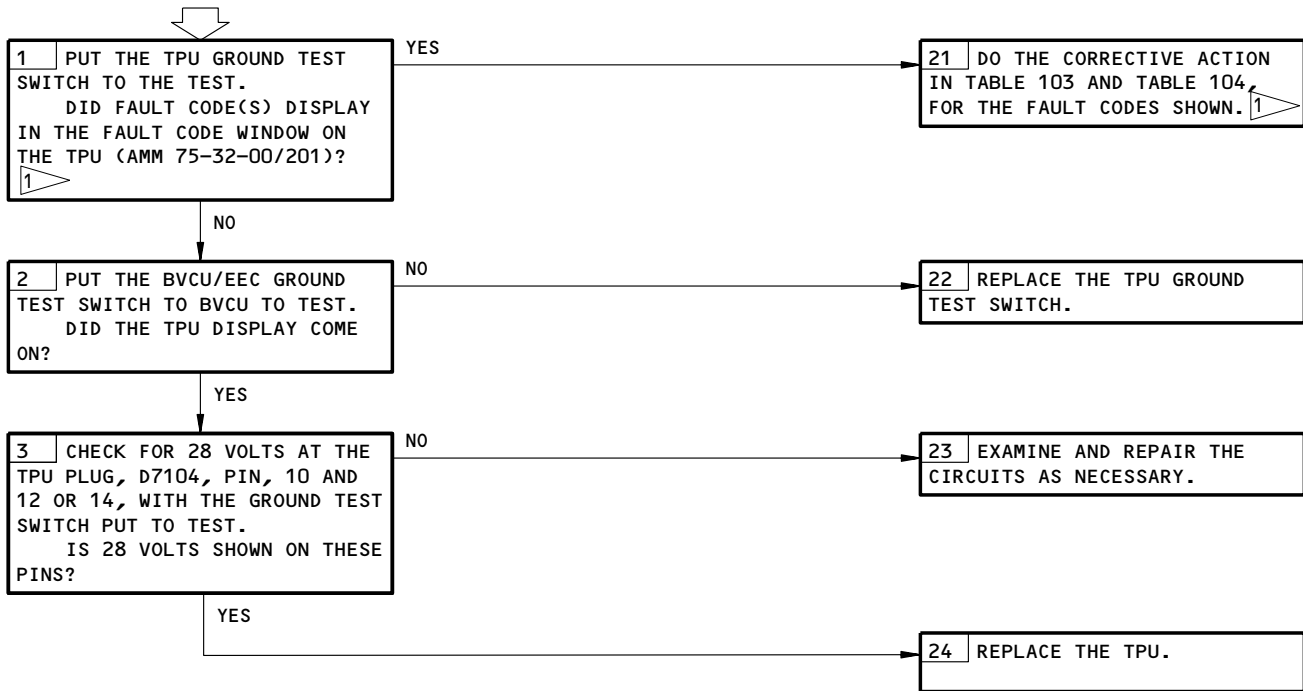 1 PUT THE TPU GROUND TEST
SWITCH TO THE TEST.
DID FAULT CODE(S) DISPLAY
IN THE FAULT CODE WINDOW ON
THE TPU (AMM 75-32-00/201)?
1
YES
21 DO THE CORRECTIVE ACTION
IN TABLE 103 AND TABLE 104,
FOR THE FAULT CODES SHOWN. 1
NO
2 PUT THE BVCU/EEC GROUND
TEST SWITCH TO BVCU TO TEST.
DID THE TPU DISPLAY COME
ON?
NO
22 REPLACE THE TPU GROUND
TEST SWITCH.
YES
3 CHECK FOR 28 VOLTS AT THE
TPU PLUG, D7104, PIN, 10 AND
12 OR 14, WITH THE GROUND TEST
SWITCH PUT TO TEST.
IS 28 VOLTS SHOWN ON THESE
PINS?
NO
23 EXAMINE AND REPAIR THE
CIRCUITS AS NECESSARY.
YES
24 REPLACE THE TPU.